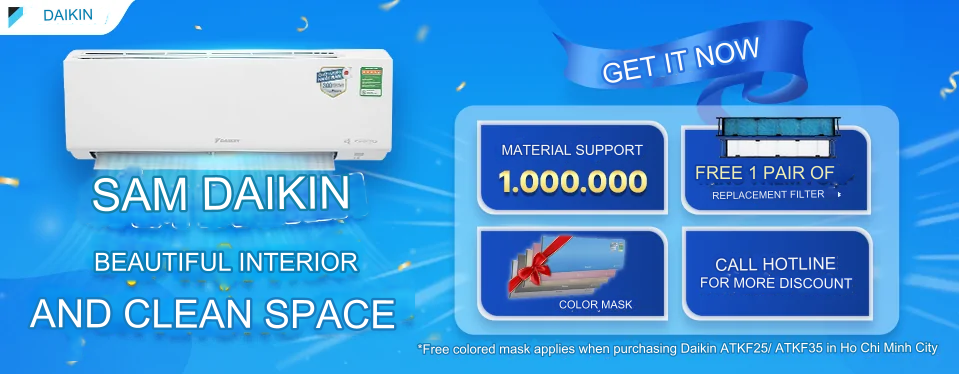 DAIKIN
DAIKIN
SAM DAIKIN
BEAUTIFUL INTERIOR
AND CLEAN SPACE
GET IT NOW
MATERIAL SUPPORT
1.000.000
FREE 1 PAIR OF
REPLACEMENT FILTER
COLOR MASK
CALL HOTLINE
FOR MORE DISCOUNT
*Free colored mask applies when purchasing Daikin ATKF25/ ATKF35 in Ho Chi Minh City